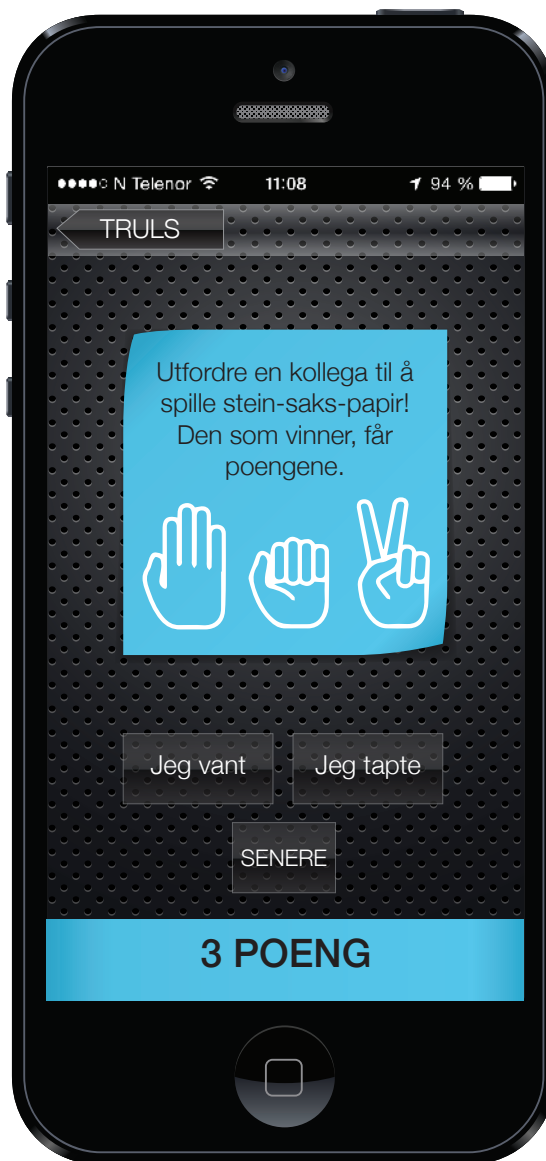 N Telenor 11:08 94 %
TRULS
Utfordre en kollega til å
spille stein-saks-papir!
Den som vinner, får
poengene.
Jeg vant Jeg tapte
SENERE
3 POENG